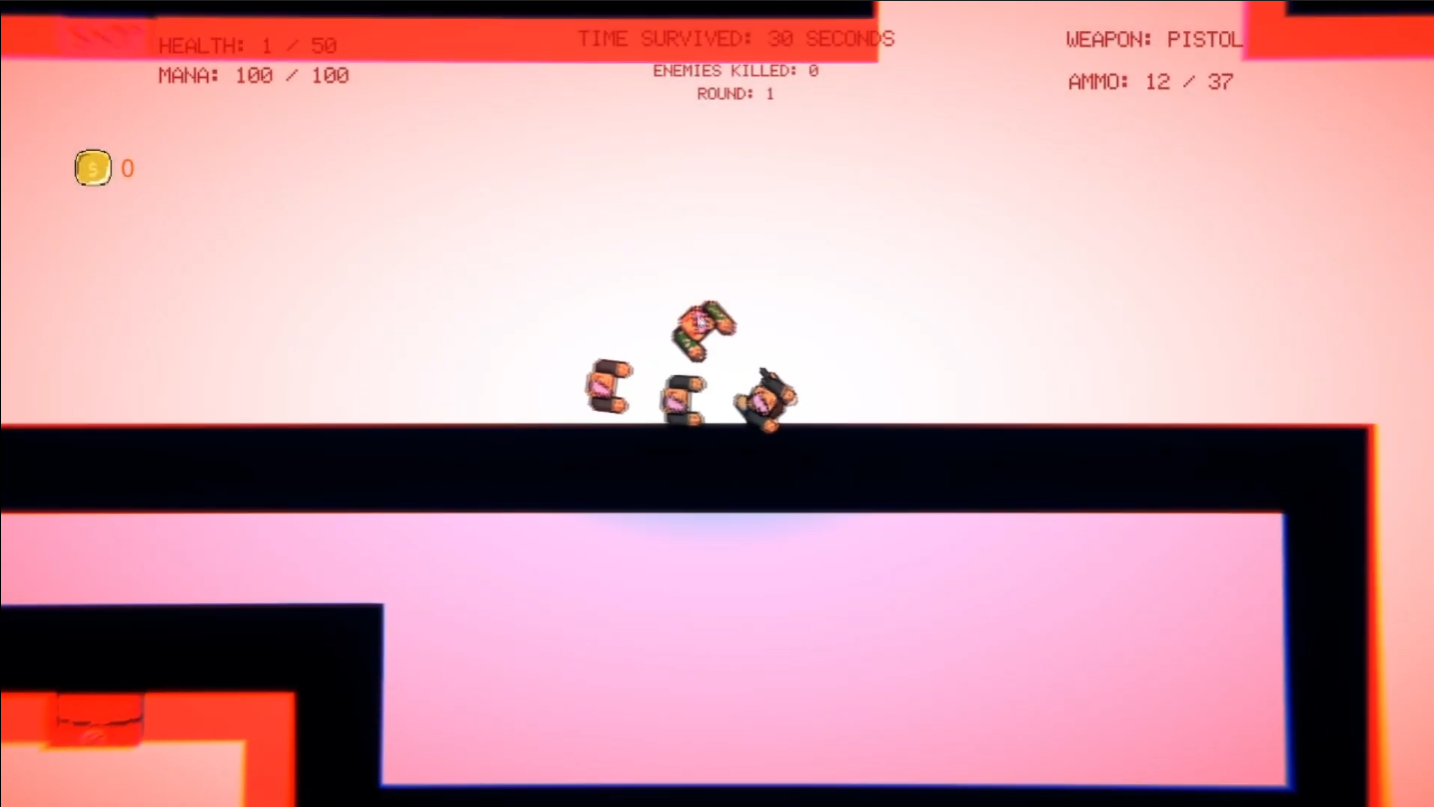 HEALTH: 1 / 50
MANA: 100 / 100
TIME SURVIVED: 30 SECONDS
ENEMIES KILLED: 0
ROUND: 1
WEAPON: PISTOL
AMMO: 12 / 37
$ 0